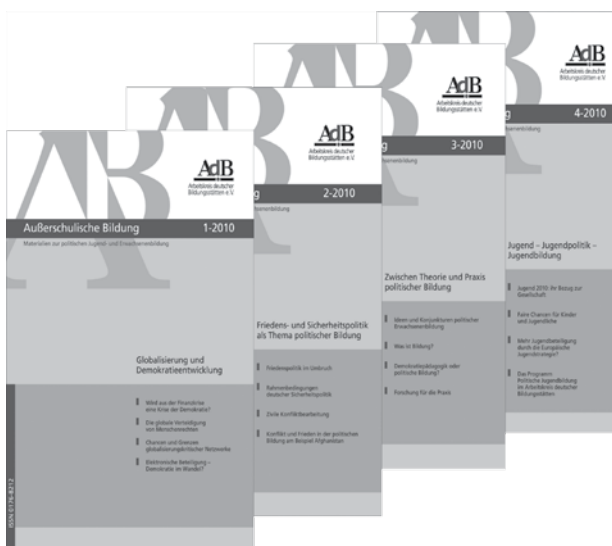 AdB
Arbeitskreis deutscher
Bildungsstätten e.V.
Außerschulische Bildung 1-2010
Materialien zur politischen Jugend- und Erwachsenenbildung
Globalisierung und
Demokratieentwicklung
Wird aus der Finanzkrise
eine Krise der Demokratie?
Die globale Verteidigung
von Menschenrechten
Chancen und Grenzen
globalisierungskritischer Netzwerke
Elektronische Beteiligung –
Demokratie im Wandel?
ISSN 0176-8212
AdB
Arbeitskreis deutscher
Bildungsstätten e.V.
g 2-2010
Friedens- und Sicherheitspolitik
als Thema politischer Bildung
Friedenspolitik im Umbruch
Rahmenbedingungen
deutscher Sicherheitspolitik
Zivile Konfliktbearbeitung
Konflikt und Frieden in der politischen
Bildung am Beispiel Afghanistan
AdB
Arbeitskreis deutscher
Bildungsstätten e.V.
g 3-2010
Zwischen Theorie und Praxis
politischer Bildung
Ideen und Konjunkturen politischer
Erwachsenenbildung
Was ist Bildung?
Demokratiepädagogik oder
politische Bildung?
Forschung für die Praxis
AdB
Arbeitskreis deutscher
Bildungsstätten e.V.
g 4-2010
Jugend – Jugendpolitik –
Jugendbildung
Jugend 2010: ihr Bezug zur
Gesellschaft
Faire Chancen für Kinder
und Jugendliche
Mehr Jugendbeteiligung
durch die Europäische
Jugendstrategie?
Das Programm
Politische Jugendbildung
im Arbeitskreis deutscher
Bildungsstätten